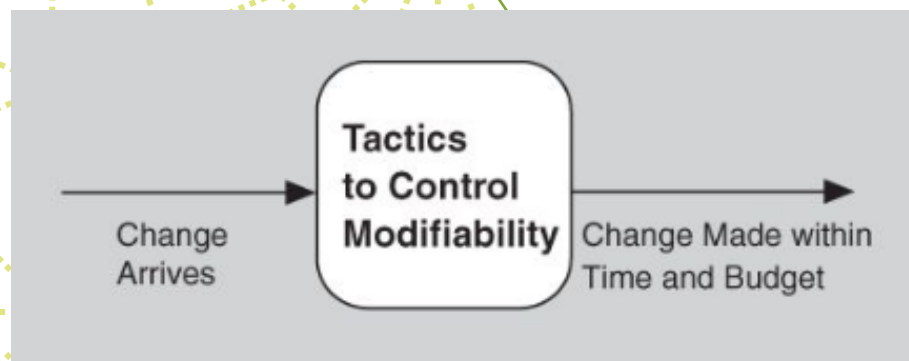 Tactics
to Control
Modifiability
Change
Arrives
Change Made within
Time and Budget